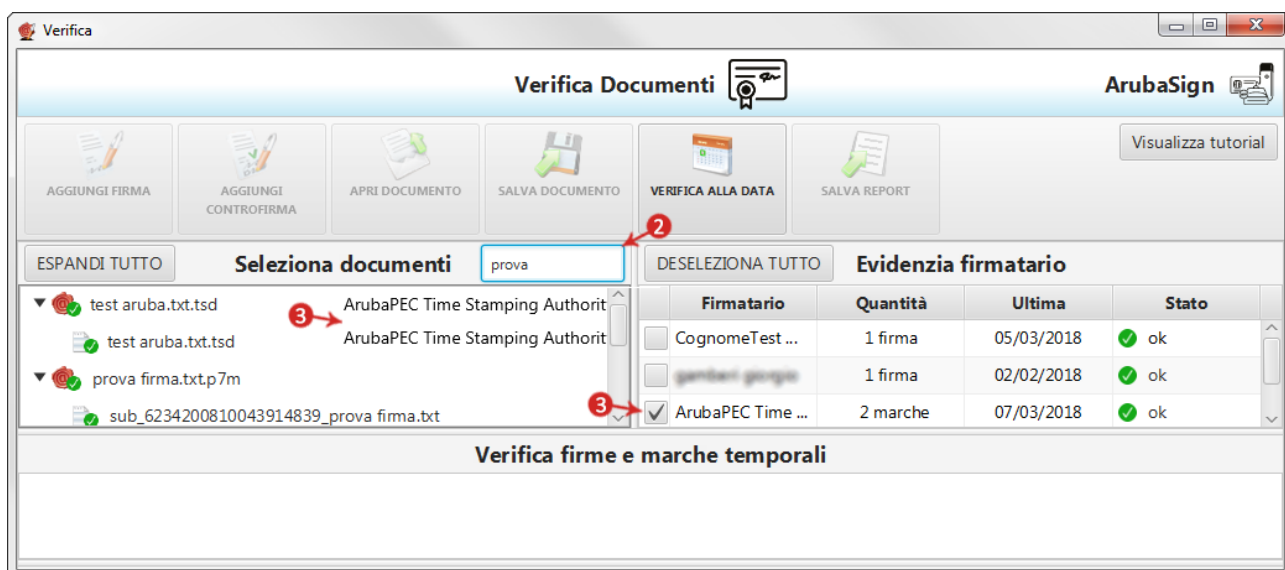 Verifica
Verifica Documenti
ArubaSign
AGGIUNGI FIRMA
AGGIUNGI
CONTROFIRMA
APRI DOCUMENTO
SALVA DOCUMENTO
VERIFICA ALLA DATA
SALVA REPORT
Visualizza tutorial
2
ESPANDI TUTTO
Seleziona documenti
prova
DESELEZIONA TUTTO
Evidenzia firmatario
test aruba.txt.tsd
ArubaPEC Time Stamping Authorit
3
test aruba.txt.tsd
ArubaPEC Time Stamping Authorit
prova firma.txt.p7m
sub_6234200810043914839_prova firma.txt
Firmatario Quantità Ultima Stato
CognomeTest ... 1 firma 05/03/2018 ok
1 firma 02/02/2018 ok
3
ArubaPEC Time ... 2 marche 07/03/2018 ok
Verifica firme e marche temporali